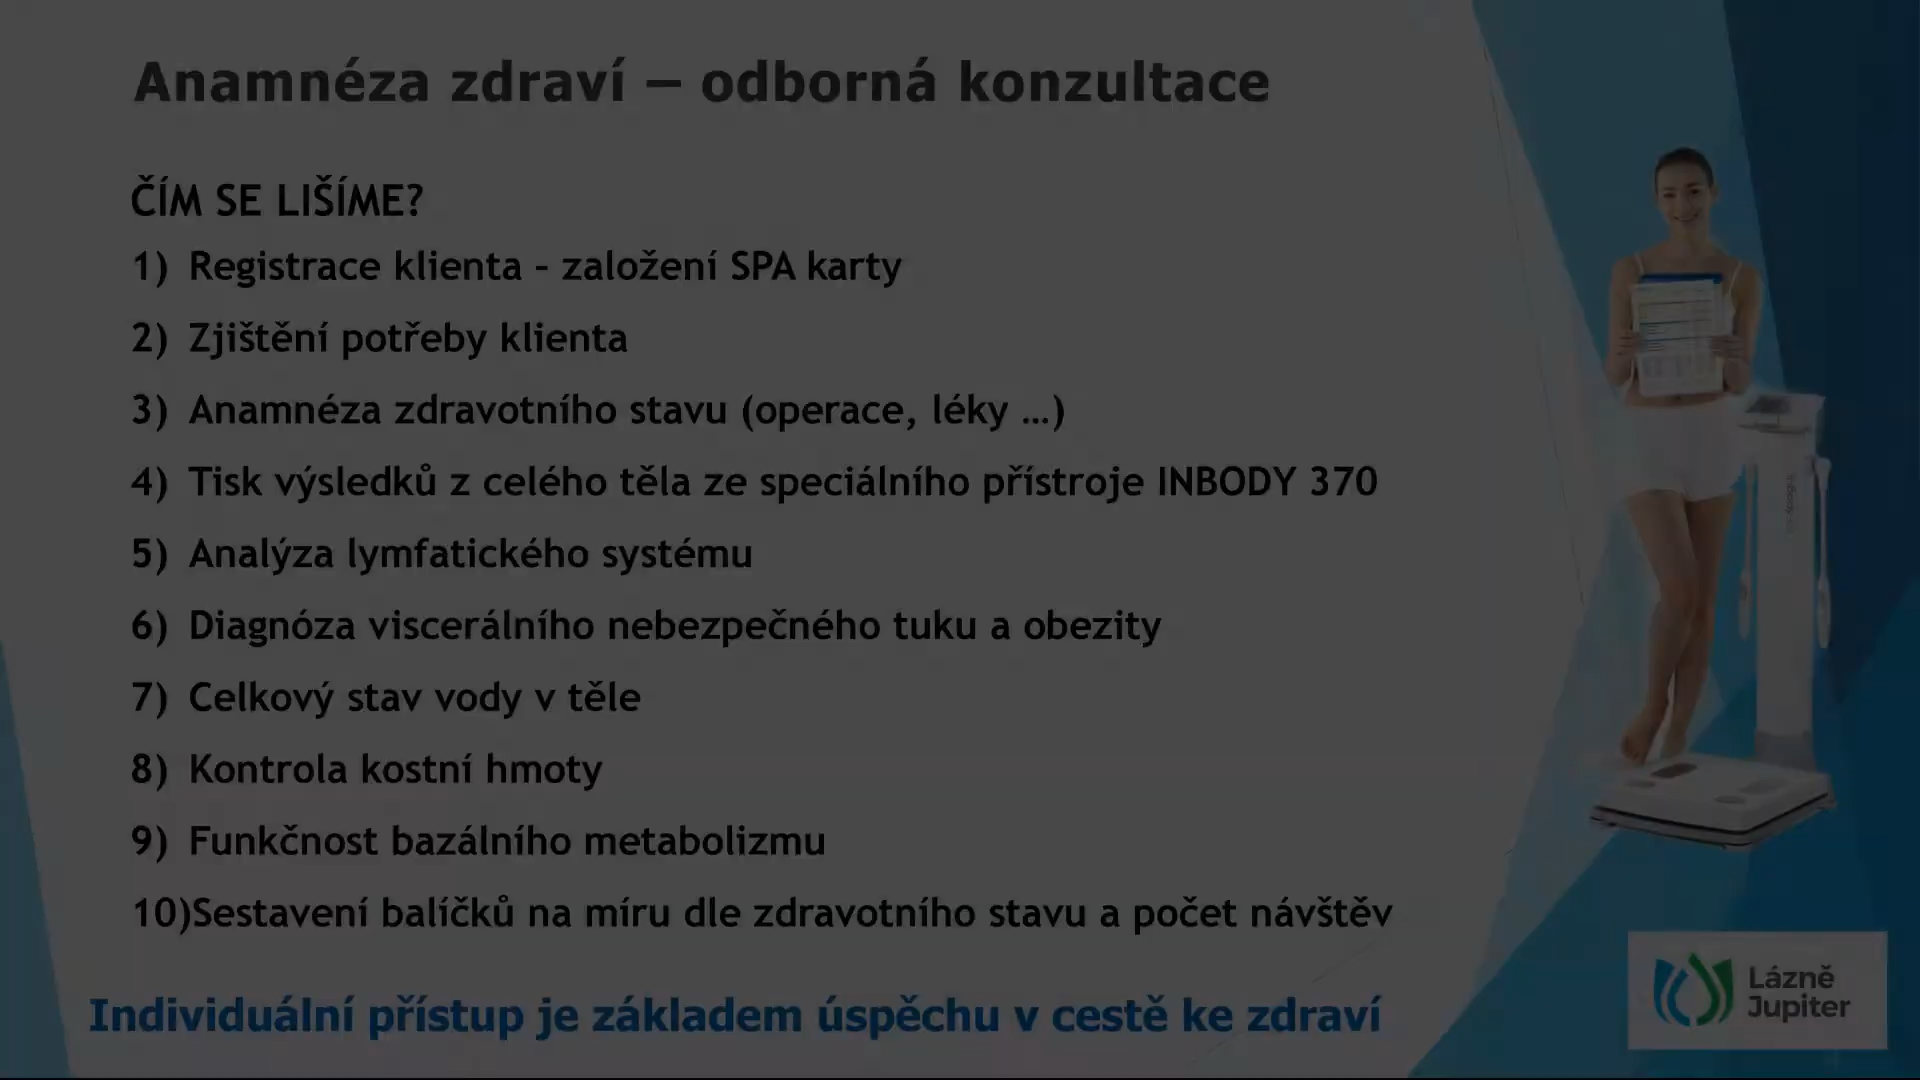 Anamnéza zdraví – odborná konzultace
ČÍM SE LIŠÍME?
1) Registrace klienta – založení SPA karty
2) Zjištění potřeby klienta
3) Anamnéza zdravotního stavu (operace, léky …)
4) Tisk výsledků z celého těla ze speciálního přístroje INBODY 370
5) Analýza lymfatického systému
6) Diagnóza viscerálního nebezpečného tuku a obezity
7) Celkový stav vody v těle
8) Kontrola kostní hmoty
9) Funkčnost bazálního metabolizmu
10)Sestavení balíčků na míru dle zdravotního stavu a počet návštěv
Individuální přístup je základem úspěchu v cestě ke zdraví
Lázně
Jupiter